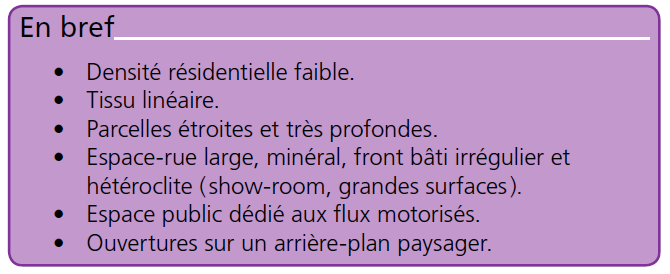 En bref
• Densité résidentielle faible.
• Tissu linéaire.
• Parcelles étroites et très profondes.
• Espace-rue large, minéral, front bâti irrégulier et
hétéroclite (show-room, grandes surfaces).
• Espace public dédié aux flux motorisés.
• Ouvertures sur un arrière-plan paysager.